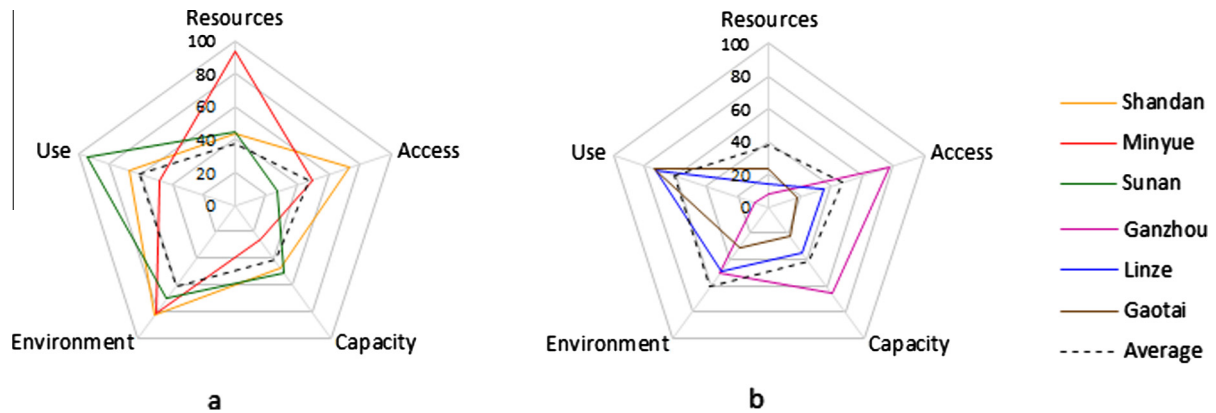 Resources
100
80
60
40
20
0
Access
Capacity
Environment
Use
a
Resources
100
80
60
40
20
0
Access
Capacity
Environment
Use
b
Shandan
Minyue
Sunan
Ganzhou
Linze
Gaotai
Average